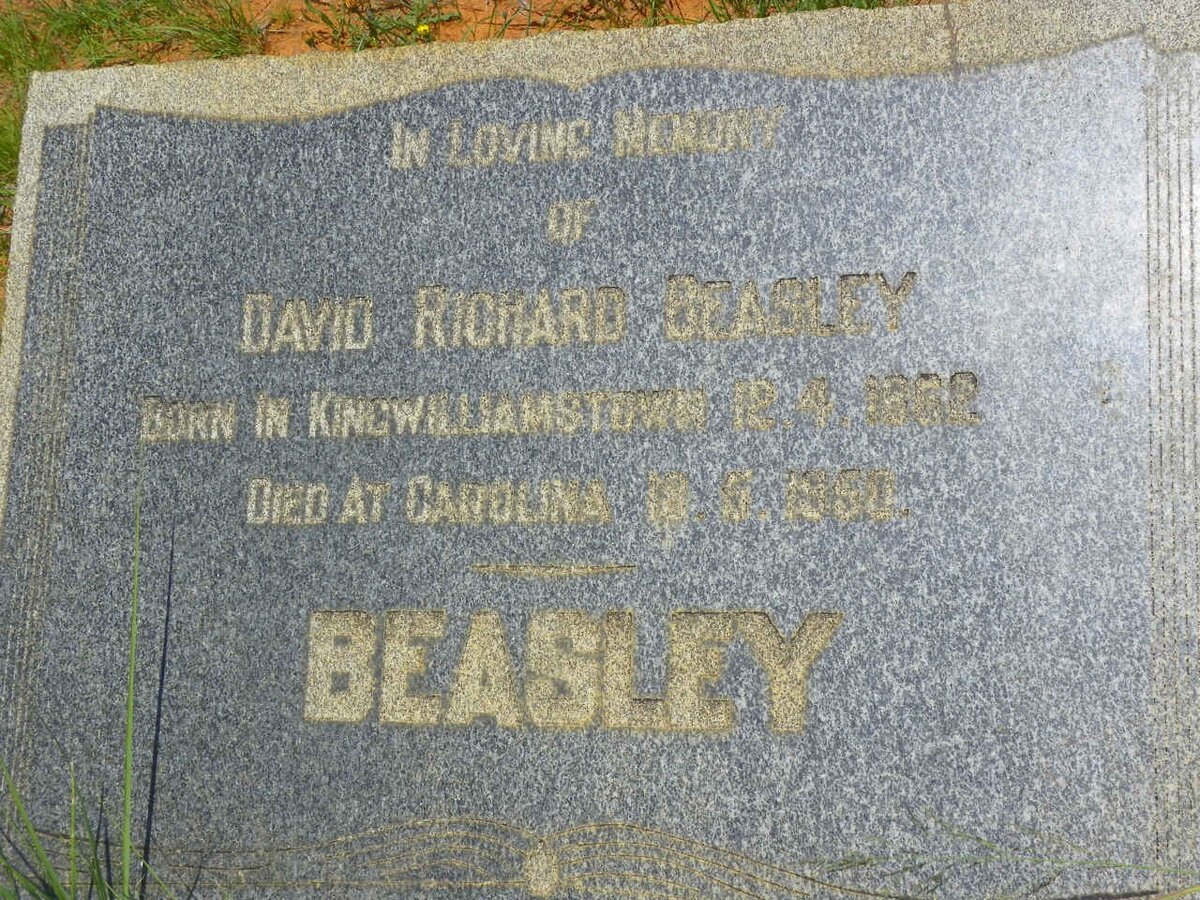 IN LOVING MEMORY
OF
DAVID RICHARD BEASLEY
BORN IN KINGWILLIAMSTOWN 12.4.1862
DIED AT CAROLINA 18.5.1950.
BEASLEY